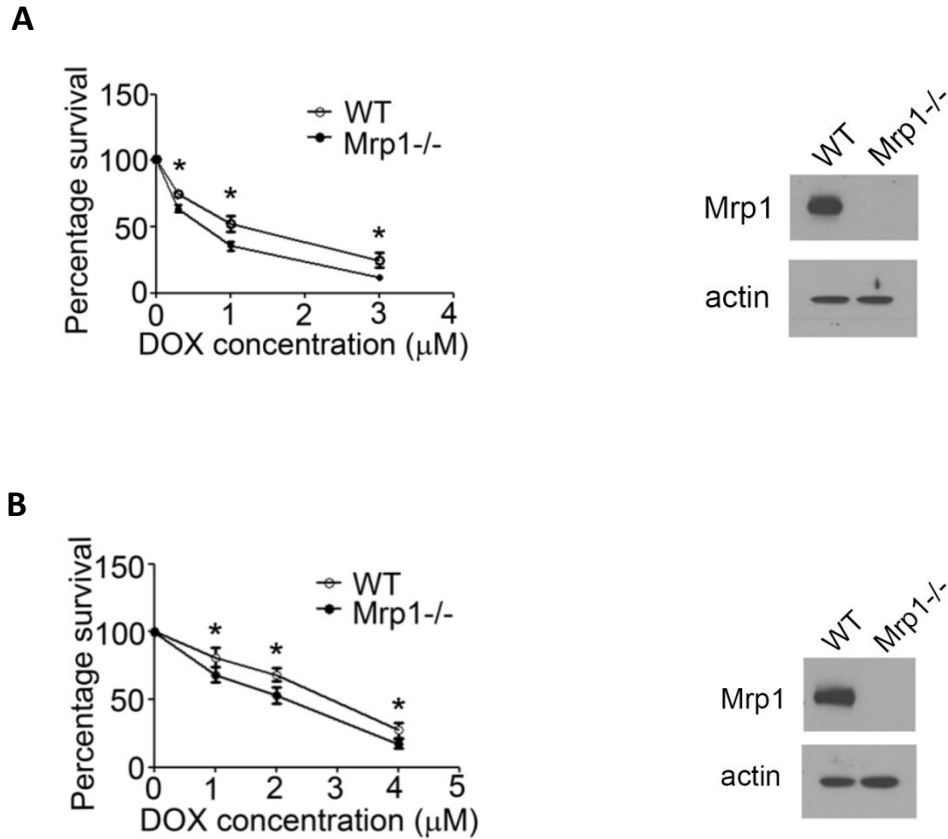 A
Percentage survival
150
100
50
0
WT
Mrp1-/-
* * *
0 1 2 3 4
DOX concentration (μM)
WT Mrp1-/-
Mrp1
actin
B
Percentage survival
150
100
50
0
WT
Mrp1-/-
* * *
0 1 2 3 4 5
DOX concentration (μM)
WT Mrp1-/-
Mrp1
actin